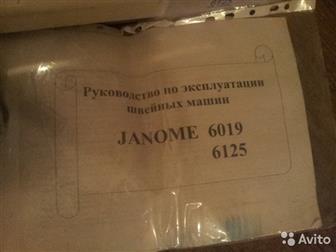 Руководство по эксплуатации
швейных машин
JANOME 6019
6125
Avito